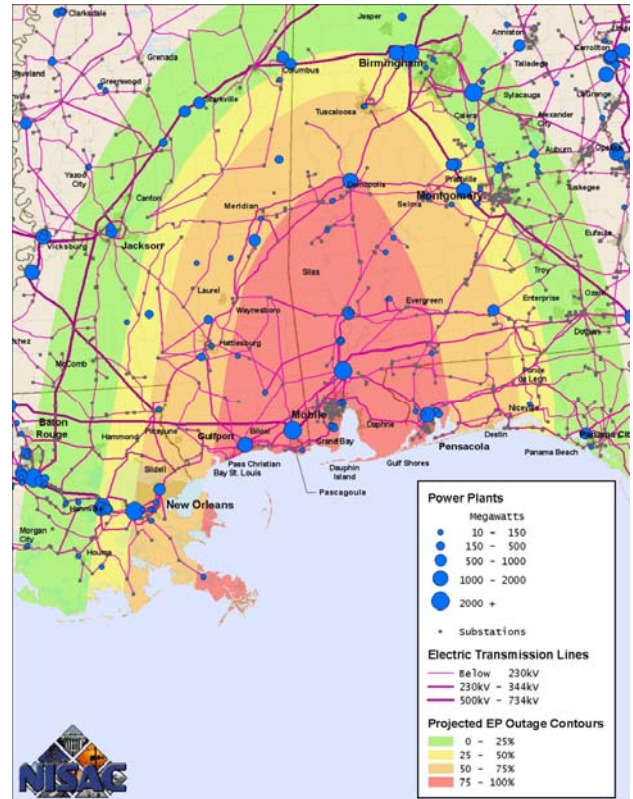 Clarksdale
Jasper
Anniston
Carrollton
Grenada
Birmingham
Talladega
Greenwood
Columbus
LaGrange
Starkville
Sylacauga
Tuscaloosa
Calera
Alexander
City
Auburn
Opelika
Yazoo
City
Canton
Demopolis
Prattville
Tuskegee
Meridian
Selma
Montgomery
Vicksburg
Jackson
Eufaula
Silas
Troy
Laurel
Waynesboro
Evergreen
Enterprise
Ozark
Hattiesburg
Dothan
McComb
Ponce
de Leon
Baton
Rouge
Hammond
Picayune
Gulfport
Biloxi
Mobile
Niceville
Grand Bay
Daphne
Destin
Panama City
Slidell
Pass Christian
Bay St. Louis
Dauphin
Island
Gulf Shores
Pensacola
Panama Beach
Pascagoula
New Orleans
Morgan
City
Houma
Power Plants
Megawatts
10 - 150
150 - 500
500 - 1000
1000 - 2000
2000 +
Substations
Electric Transmission Lines
Below 230kV
230kV - 344kV
500kV - 734kV
Projected EP Outage Contours
0 - 25%
25 - 50%
50 - 75%
75 - 100%
NISAC